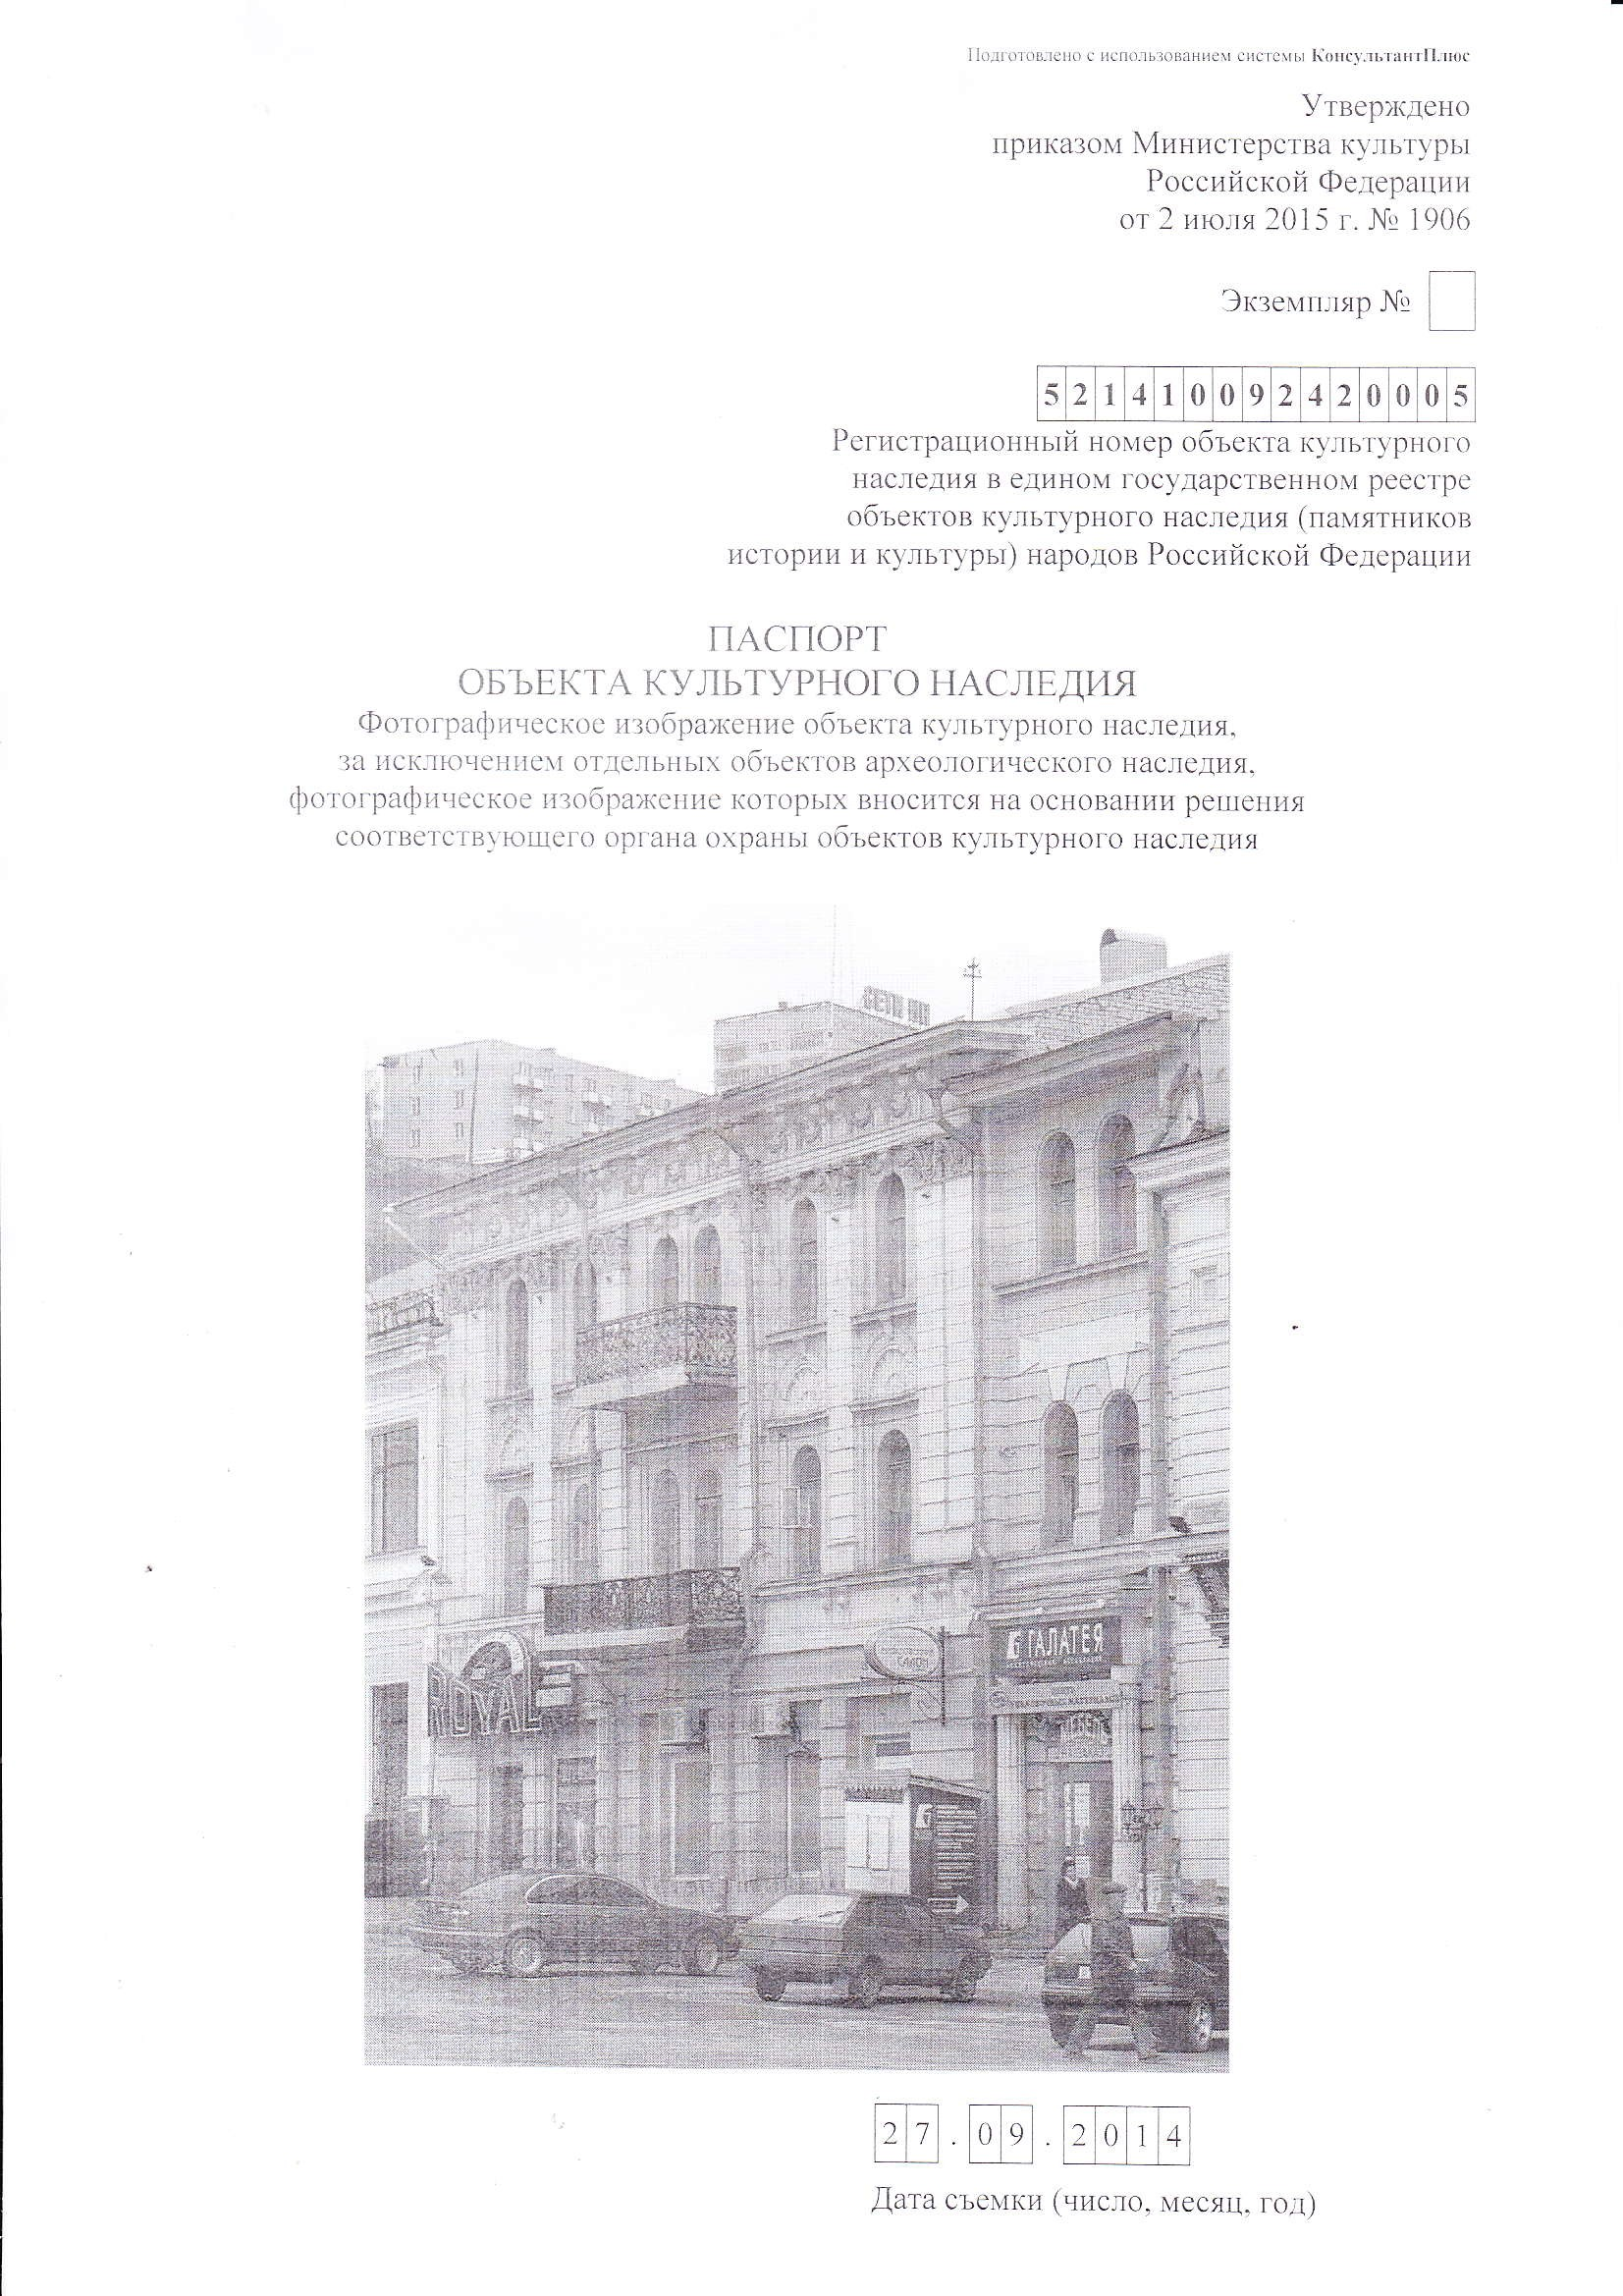 Подготовлено с использованием системы КонсультантПлюс
Утверждено
приказом Министерства культуры
Российской Федерации
от 2 июля 2015 г. № 1906
Экземпляр №
521410092420005
Регистрационный номер объекта культурного
наследия в едином государственном реестре
объектов культурного наследия (памятников
истории и культуры) народов Российской Федерации
ПАСПОРТ
ОБЪЕКТА КУЛЬТУРНОГО НАСЛЕДИЯ
Фотографическое изображение объекта культурного наследия,
за исключением отдельных объектов археологического наследия,
фотографическое изображение которых вносится на основании решения
соответствующего органа охраны объектов культурного наследия
ГАЛАТЕЯ
САЛОН
ROYAL
МЕБЕЛЬ
27.09.2014
Дата съемки (число, месяц, год)